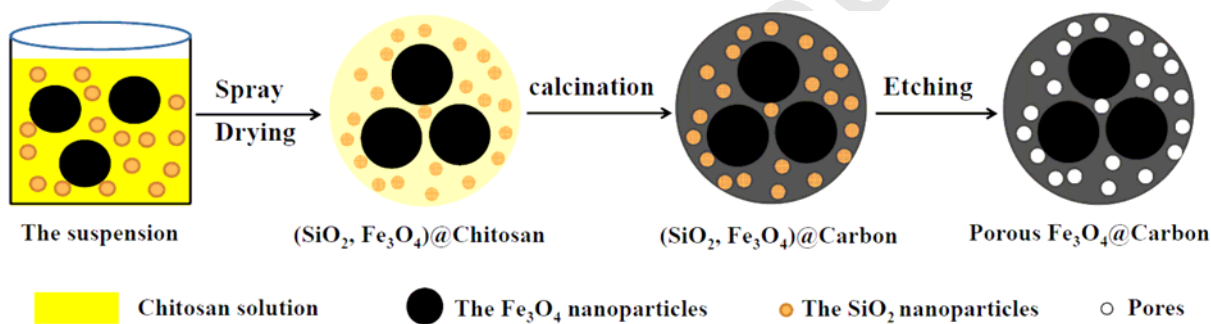 Spray
Drying
calcination
Etching
The suspension
(SiO₂, Fe₃O₄)@Chitosan
(SiO₂, Fe₃O₄)@Carbon
Porous Fe₃O₄@Carbon
Chitosan solution
The Fe₃O₄ nanoparticles
The SiO₂ nanoparticles
Pores